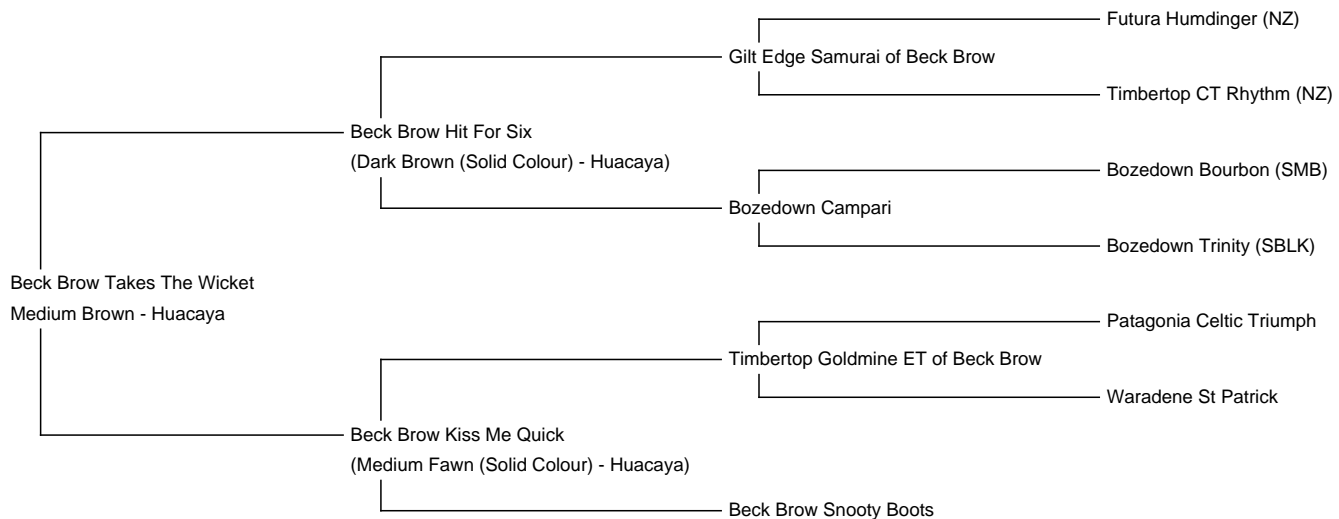 Futura Humdinger (NZ)
Gilt Edge Samurai of Beck Brow
Timbertop CT Rhythm (NZ)
Beck Brow Hit For Six
(Dark Brown (Solid Colour) - Huacaya)
Bozedown Bourbon (SMB)
Bozedown Campari
Bozedown Trinity (SBLK)
Beck Brow Takes The Wicket
Medium Brown - Huacaya
Patagonia Celtic Triumph
Timbertop Goldmine ET of Beck Brow
Waradene St Patrick
Beck Brow Kiss Me Quick
(Medium Fawn (Solid Colour) - Huacaya)
Beck Brow Snooty Boots